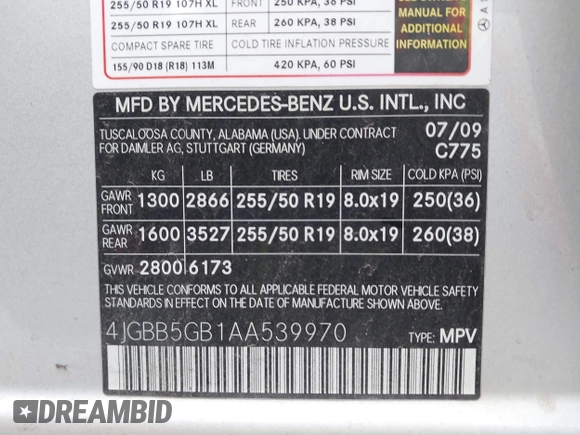 255/50 R19 107H XL FRONT 250 KPA, 36 PSI
255/50 R19 107H XL REAR 260 KPA, 38 PSI
COMPACT SPARE TIRE COLD TIRE INFLATION PRESSURE
155/90 D18 (R18) 113M 420 KPA, 60 PSI
MANUAL FOR
ADDITIONAL
INFORMATION
MFD BY MERCEDES-BENZ U.S. INTL., INC
TUSCALOOSA COUNTY, ALABAMA (USA). UNDER CONTRACT 07/09
FOR DAIMLER AG, STUTTGART (GERMANY) C775
KG LB TIRES RIM SIZE COLD KPA (PSI)
GAWR FRONT 1300 2866 255/50 R19 8.0x19 250(36)
GAWR REAR 1600 3527 255/50 R19 8.0x19 260(38)
GVWR 2800 6173
THIS VEHICLE CONFORMS TO ALL APPLICABLE FEDERAL MOTOR VEHICLE SAFETY
STANDARDS IN EFFECT ON THE DATE OF MANUFACTURE SHOWN ABOVE.
4JGBB5GB1AA539970 TYPE: MPV
DREAMBID